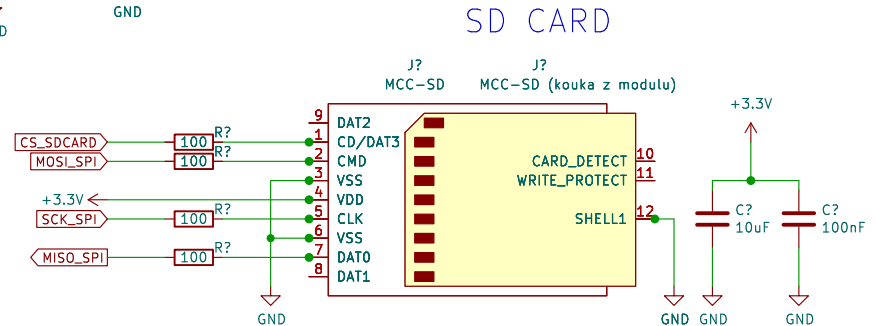 GND
SD CARD
D
J?
J?
MCC-SD
MCC-SD (kouka z modulu)
+3.3V
9
DAT2
CS_SDCARD
100
R?
1
CD/DAT3
MOSI_SPI
100
R?
2
CMD
CARD_DETECT
10
3
VSS
WRITE_PROTECT
11
+3.3V
4
VDD
SCK_SPI
100
R?
5
CLK
SHELL1
12
C?
10uF
C?
100nF
6
VSS
MISO_SPI
100
R?
7
DAT0
8
DAT1
GND
GND
GND
GND